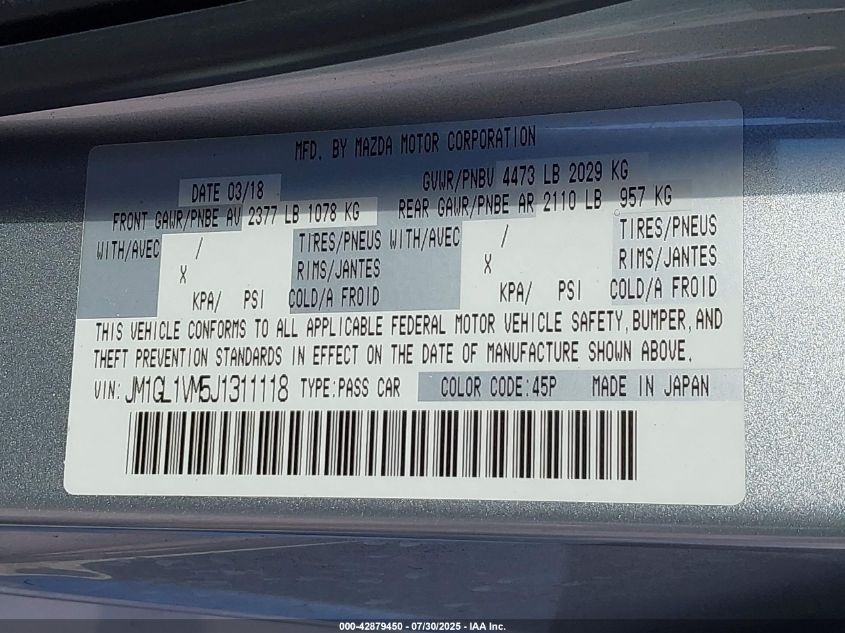 MFD. BY MAZDA MOTOR CORPORATION
DATE 03/18 GVWR/PNBV 4473 LB 2029 KG
FRONT GAWR/PNBE AV 2377 LB 1078 KG REAR GAWR/PNBE AR 2110 LB 957 KG
WITH/AVEC / TIRES/PNEUS WITH/AVEC / TIRES/PNEUS
X RIMS/JANTES X RIMS/JANTES
KPA/ PSI COLD/A FROID KPA/ PSI COLD/A FROID
THIS VEHICLE CONFORMS TO ALL APPLICABLE FEDERAL MOTOR VEHICLE SAFETY, BUMPER, AND
THEFT PREVENTION STANDARDS IN EFFECT ON THE DATE OF MANUFACTURE SHOWN ABOVE.
VIN: JM1GL1VM5J1311118 TYPE:PASS CAR COLOR CODE:45P MADE IN JAPAN
000-42879450 - 07/30/2025 - IAA Inc.